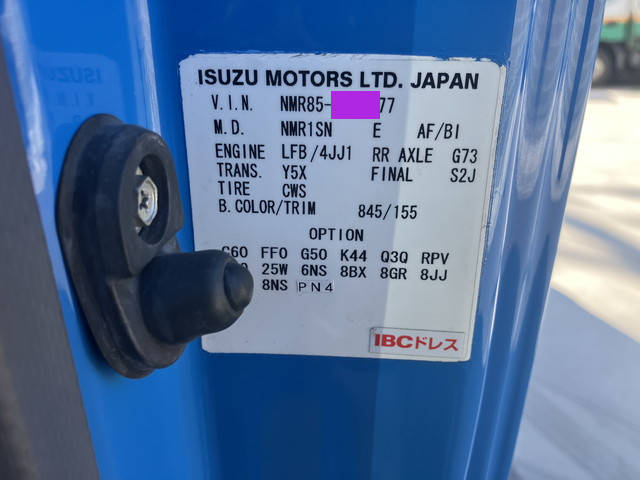 ISUZU MOTORS LTD. JAPAN
V.I.N. NMR85- 77
M.D. NMR1SN E AF/BI
ENGINE LFB/4JJ1 RR AXLE G73
TRANS. Y5X FINAL S2J
TIRE CWS
B.COLOR/TRIM 845/155
OPTION
C60 FF0 G50 K44 Q3Q RPV
25W 6NS 8BX 8GR 8JJ
8NS PN4
IBCドレス